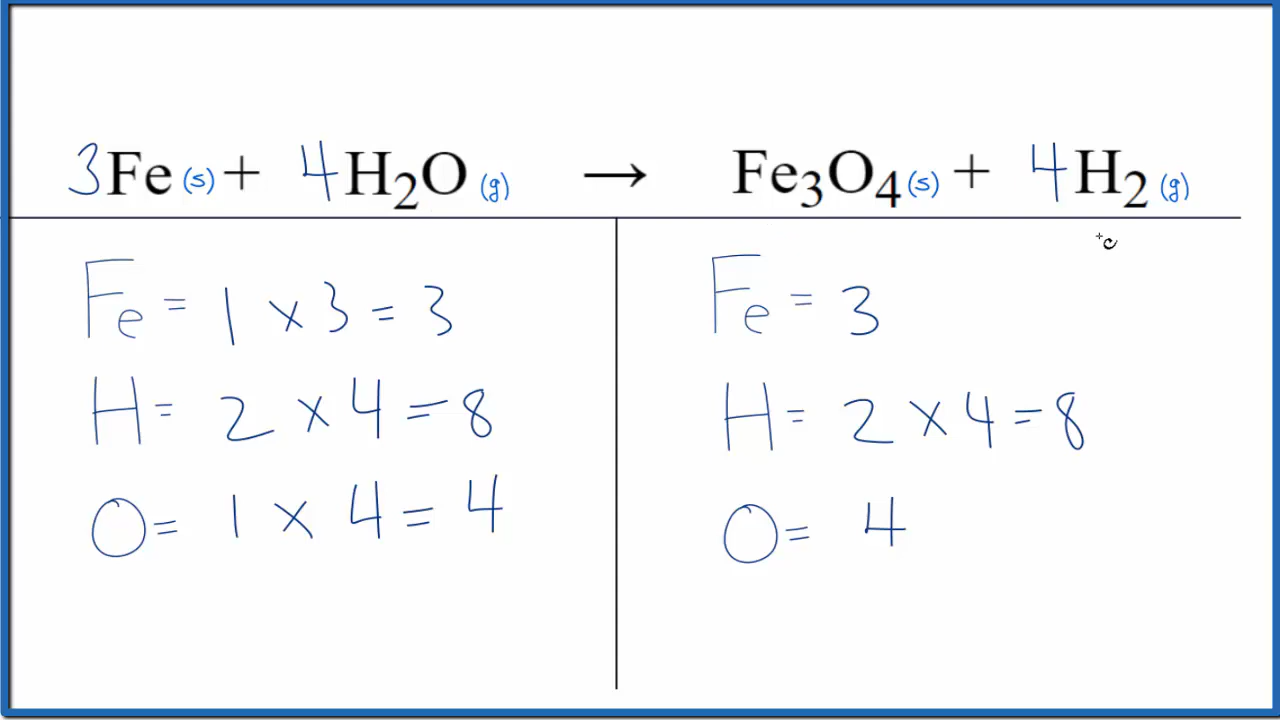 3Fe (s) + 4H₂O (g) → Fe₃O₄ (s) + 4H₂ (g)
Fe = 1 x 3 = 3
H = 2 x 4 = 8
O = 1 x 4 = 4
Fe = 3
H = 2 x 4 = 8
O = 4